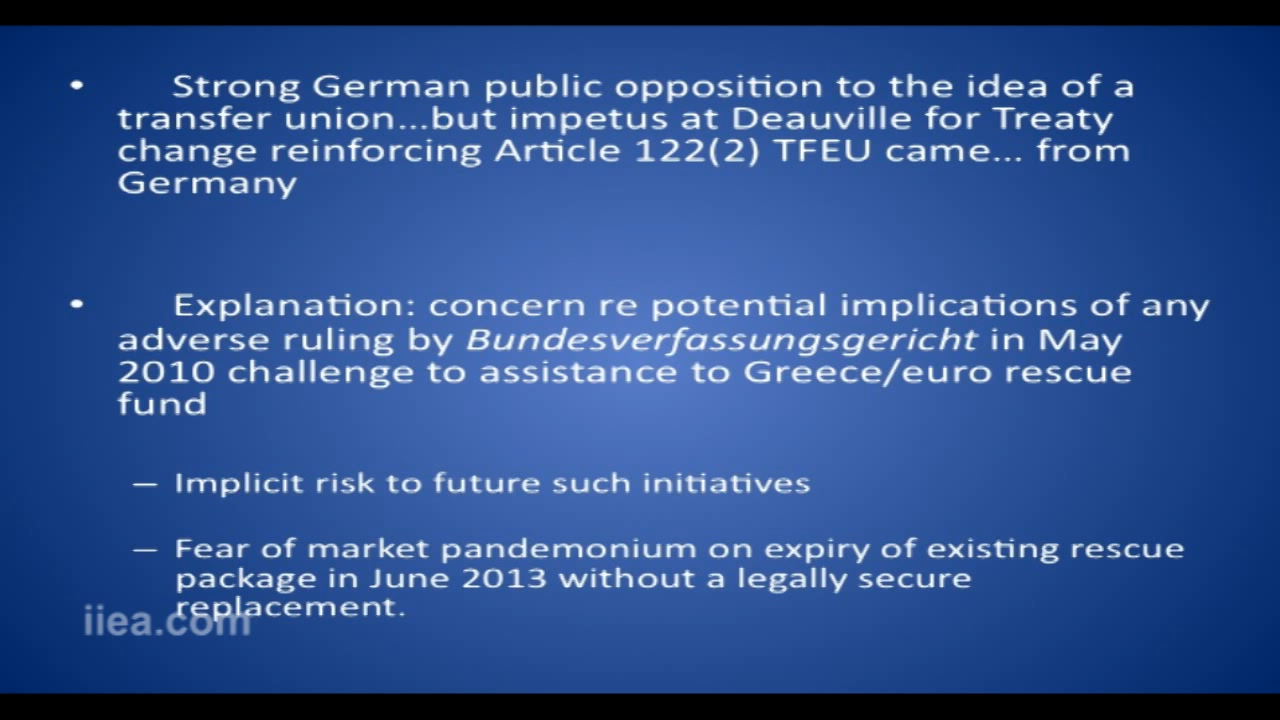 • Strong German public opposition to the idea of a
transfer union...but impetus at Deauville for Treaty
change reinforcing Article 122(2) TFEU came... from
Germany
• Explanation: concern re potential implications of any
adverse ruling by Bundesverfassungsgericht in May
2010 challenge to assistance to Greece/euro rescue
fund
– Implicit risk to future such initiatives
– Fear of market pandemonium on expiry of existing rescue
package in June 2013 without a legally secure
replacement.
iiea.com